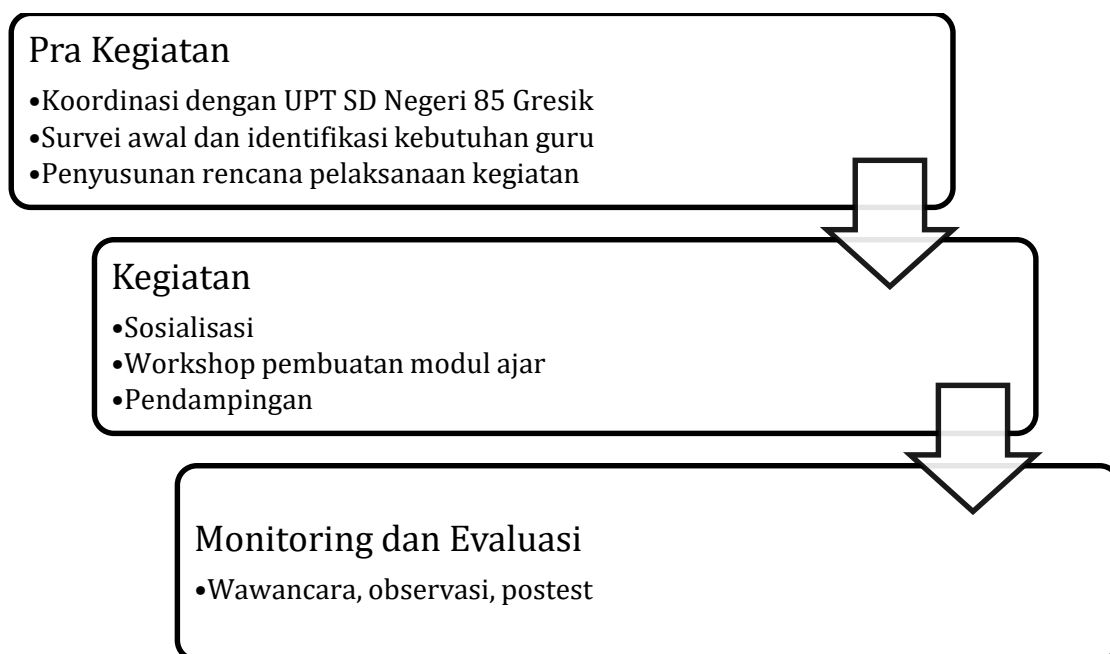 Pra Kegiatan
•Koordinasi dengan UPT SD Negeri 85 Gresik
•Survei awal dan identifikasi kebutuhan guru
•Penyusunan rencana pelaksanaan kegiatan
Kegiatan
•Sosialisasi
•Workshop pembuatan modul ajar
•Pendampingan
Monitoring dan Evaluasi
•Wawancara, observasi, postest